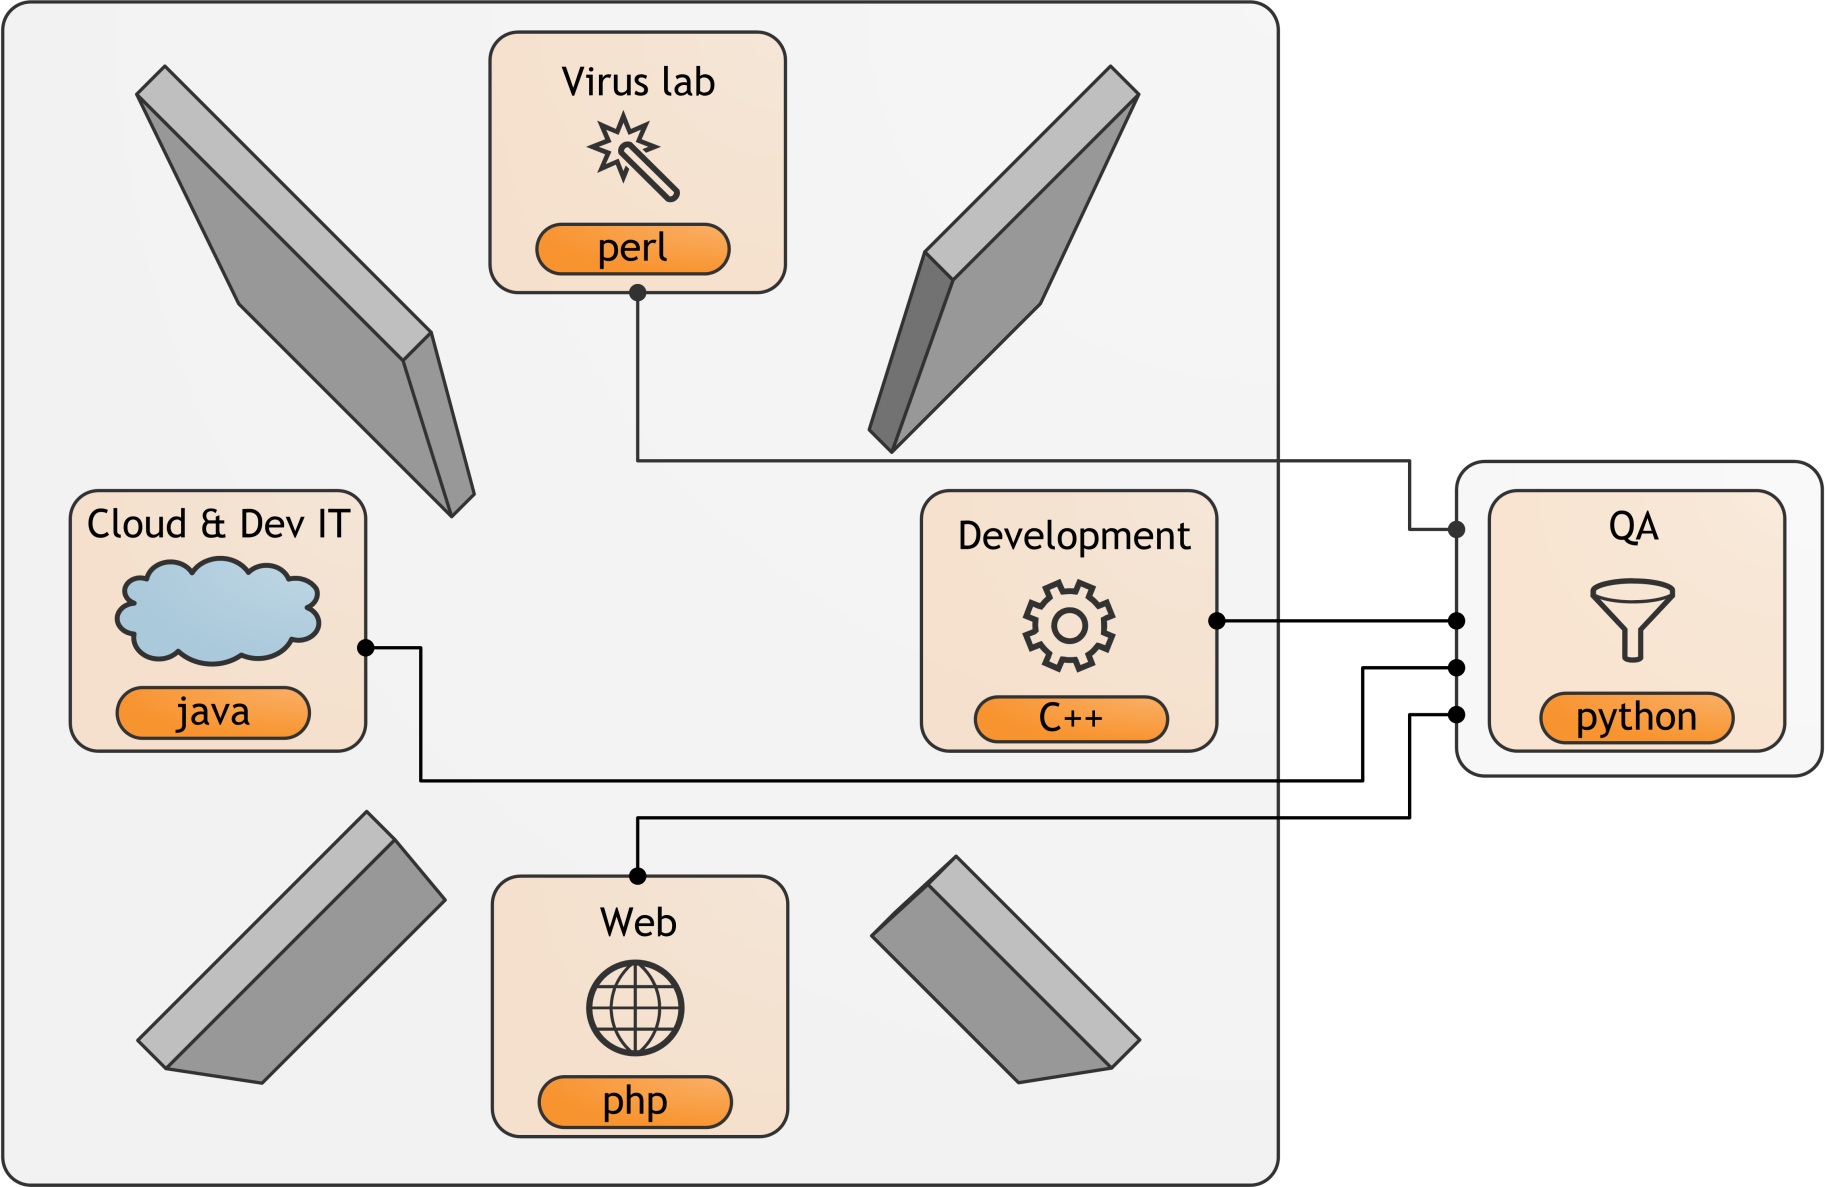 Virus lab
perl
Cloud & Dev IT
java
Development
C++
QA
python
Web
php